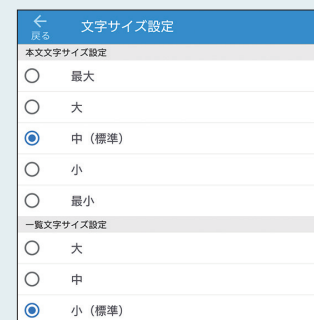 文字サイズ設定
戻る
本文文字サイズ設定
最大
大
中（標準）
小
最小
一覧文字サイズ設定
大
中
小（標準）